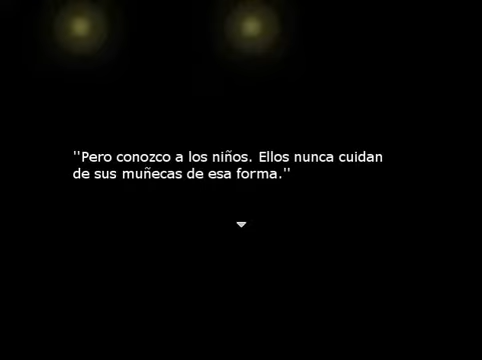 ''Pero conozco a los niños. Ellos nunca cuidan
de sus muñecas de esa forma.''